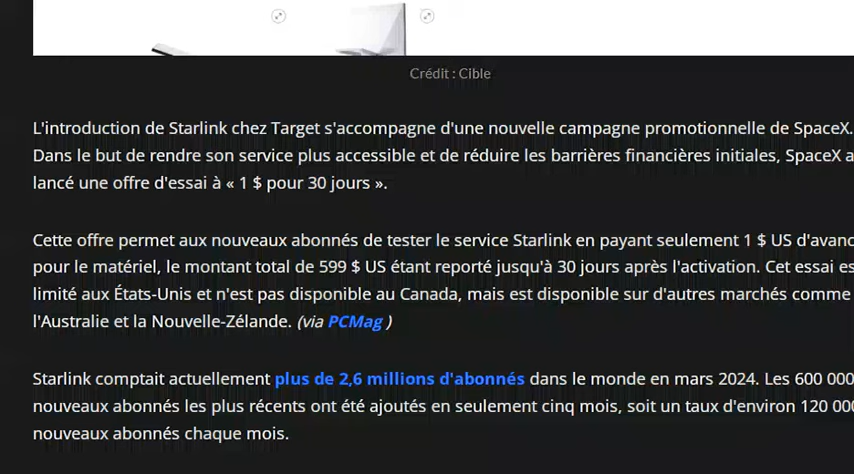 Crédit : Cible
L'introduction de Starlink chez Target s'accompagne d'une nouvelle campagne promotionnelle de SpaceX.
Dans le but de rendre son service plus accessible et de réduire les barrières financières initiales, SpaceX a
lancé une offre d'essai à « 1 $ pour 30 jours ».
Cette offre permet aux nouveaux abonnés de tester le service Starlink en payant seulement 1 $ US
pour le matériel, le montant total de 599 $ US étant reporté jusqu'à 30 jours après l'activation. Cet essai
limité aux États-Unis et n'est pas disponible au Canada, mais est disponible sur d'autres marchés comme
l'Australie et la Nouvelle-Zélande. (via PCMag )
Starlink comptait actuellement plus de 2,6 millions d'abonnés dans le monde en mars 2024. Les 600 000
nouveaux abonnés les plus récents ont été ajoutés en seulement cinq mois, soit un taux d'environ 120 000
nouveaux abonnés chaque mois.